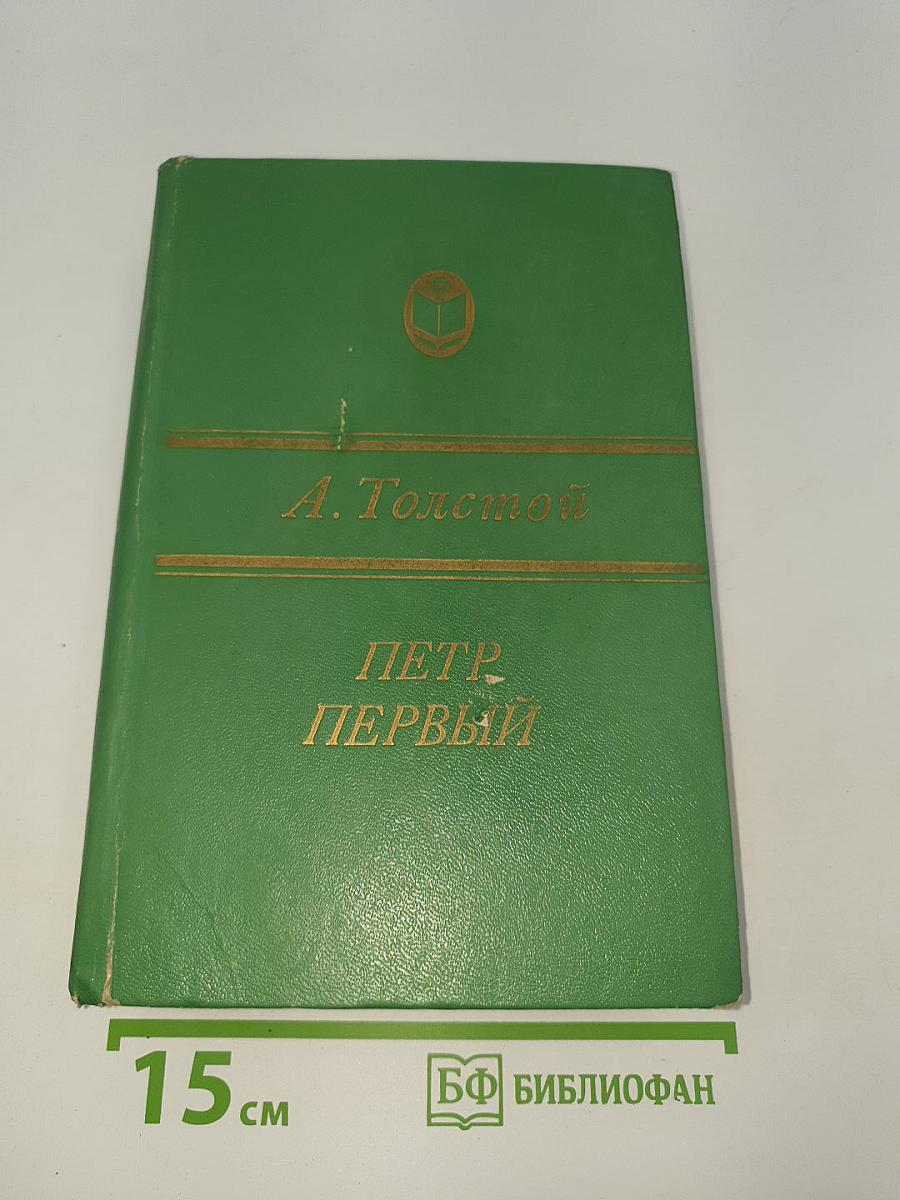 А. Толстой
ПЕТР
ПЕРВЫЙ
15 см
БФ БИБЛИОФАН